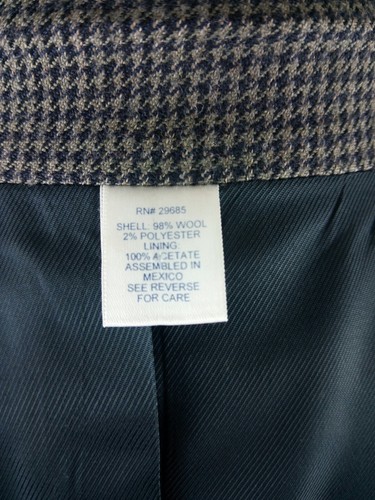 RN# 29685
SHELL: 98% WOOL
2% POLYESTER
LINING:
100% ACETATE
ASSEMBLED IN
MEXICO
SEE REVERSE
FOR CARE